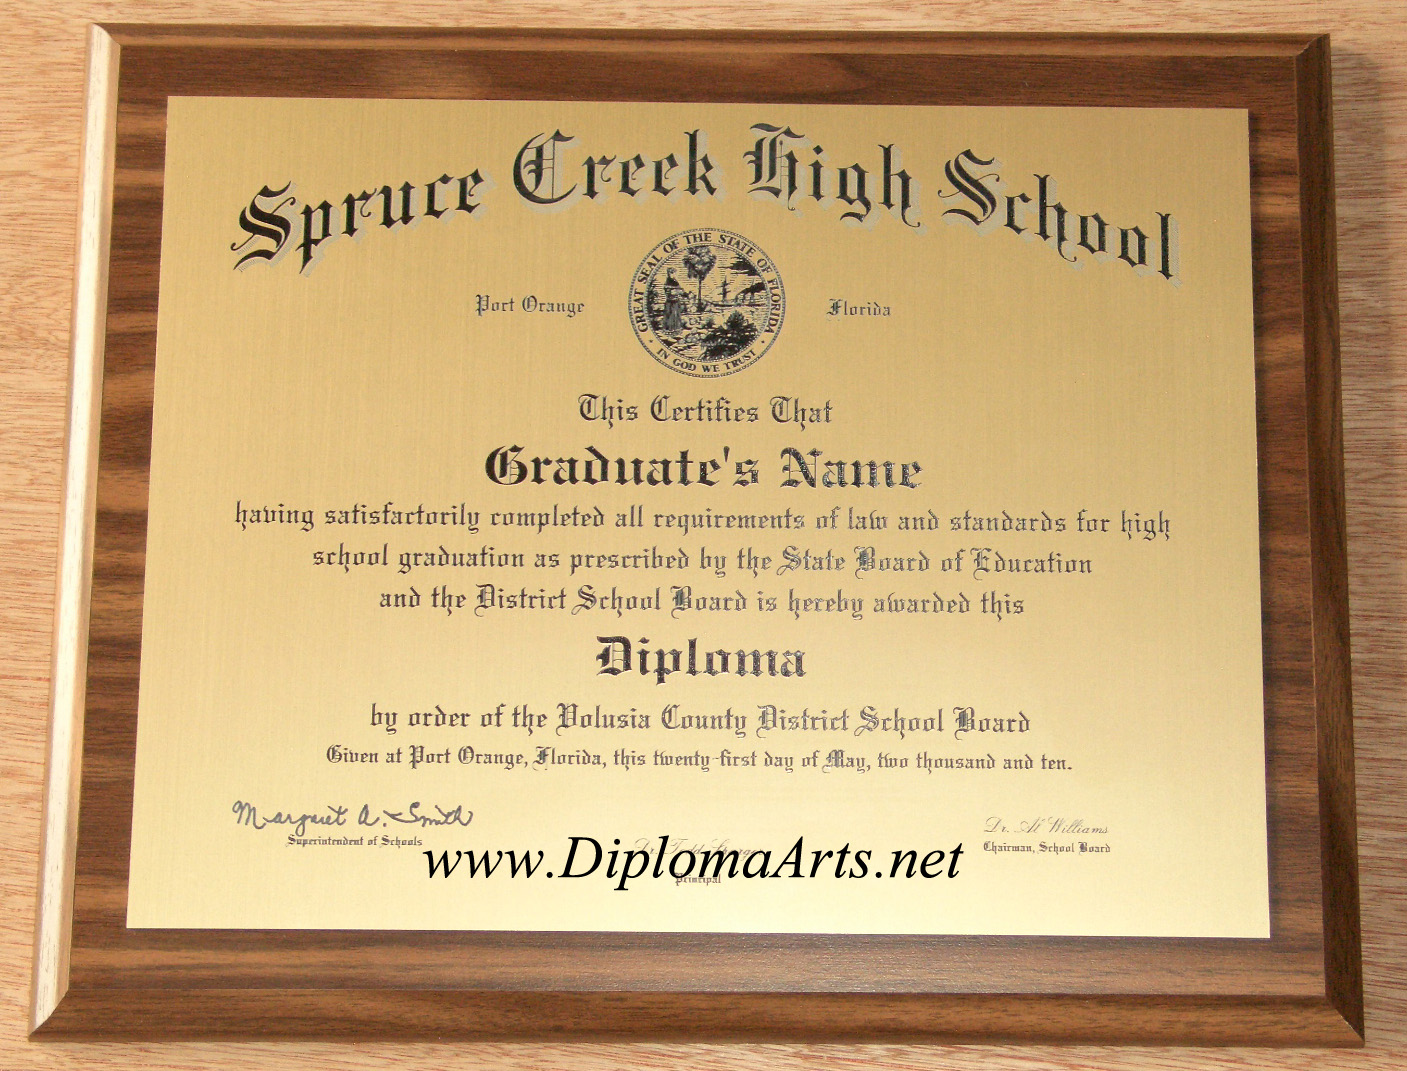 Spruce Creek High School
GREAT SEAL OF THE STATE OF FLORIDA
Port Orange
Florida
IN GOD WE TRUST
This Certifies That
Graduate's Name
having satisfactorily completed all requirements of law and standards for high
school graduation as prescribed by the State Board of Education
and the District School Board is hereby awarded this
Diploma
by order of the Volusia County District School Board
Given at Port Orange, Florida, this twenty-first day of May, two thousand and ten.
Margaret A. Smith
Superintendent of Schools
Dr. Todd
Principal
Dr. Al Williams
Chairman, School Board
www.DiplomaArts.net